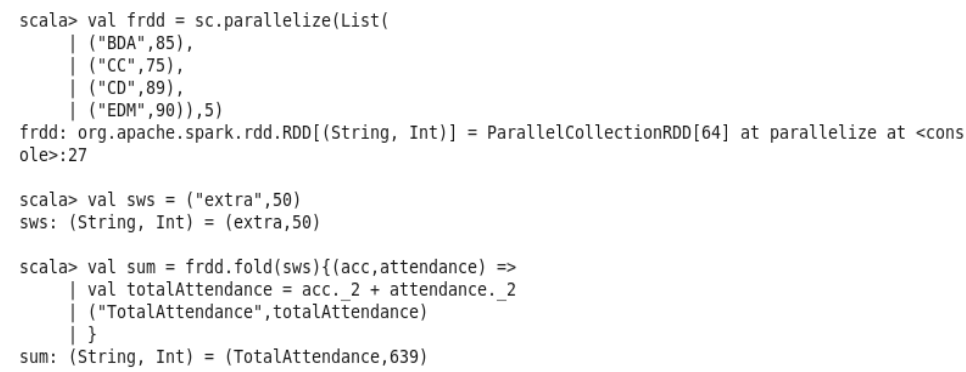 scala> val frdd = sc.parallelize(List(
     | ("BDA",85),
     | ("CC",75),
     | ("CD",89),
     | ("EDM",90)),5)
frdd: org.apache.spark.rdd.RDD[(String, Int)] = ParallelCollectionRDD[64] at parallelize at <cons
ole>:27
scala> val sws = ("extra",50)
sws: (String, Int) = (extra,50)
scala> val sum = frdd.fold(sws){(acc,attendance) =>
     | val totalAttendance = acc._2 + attendance._2
     | ("TotalAttendance",totalAttendance)
     | }
sum: (String, Int) = (TotalAttendance,639)